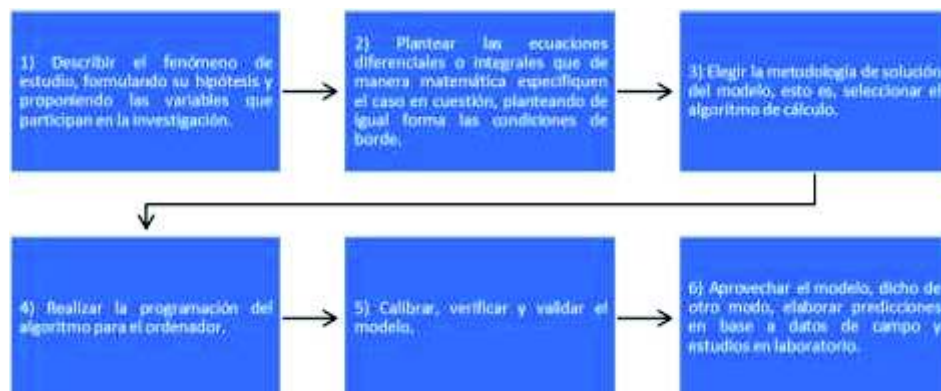 1) Describir el fenómeno de
estudio, formulando su hipótesis y
proponiendo las variables que
participan en la investigación.
2) Plantear las ecuaciones
diferenciales o integrales que de
manera matemática especifiquen
el caso en cuestión, planteando de
igual forma las condiciones de
borde.
3) Elegir la metodología de solución
del modelo, esto es, seleccionar el
algoritmo de cálculo.
4) Realizar la programación del
algoritmo para el ordenador.
5) Calibrar, verificar y validar el
modelo.
6) Aprovechar el modelo, dicho de
otro modo, elaborar predicciones
en base a datos de campo y
estudios en laboratorio.